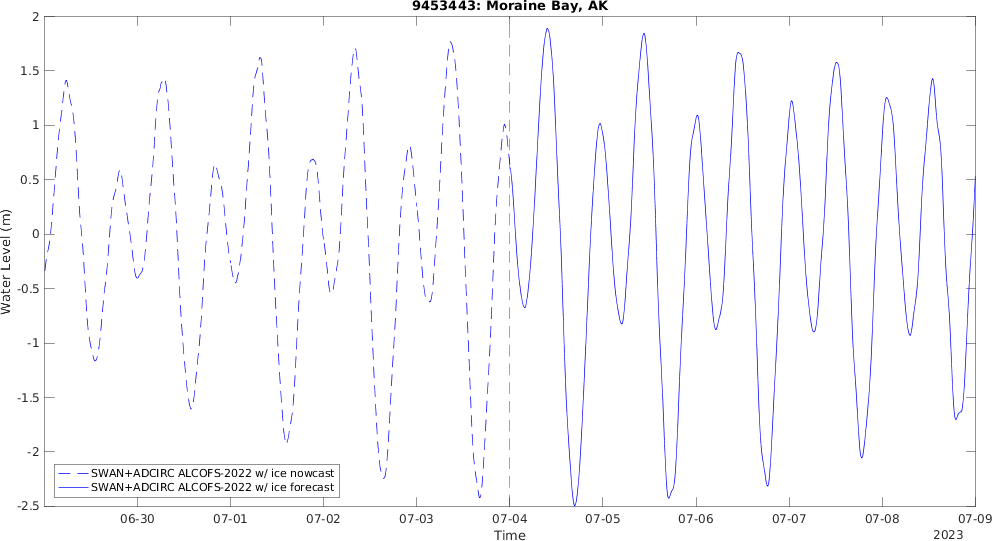 9453443: Moraine Bay, AK
2
1.5
1
0.5
0
-0.5
-1
-1.5
-2
-2.5
Water Level (m)
SWAN+ADCIRC ALCOFS-2022 w/ ice nowcast
SWAN+ADCIRC ALCOFS-2022 w/ ice forecast
06-30 07-01 07-02 07-03 07-04 07-05 07-06 07-07 07-08 07-09
Time
2023